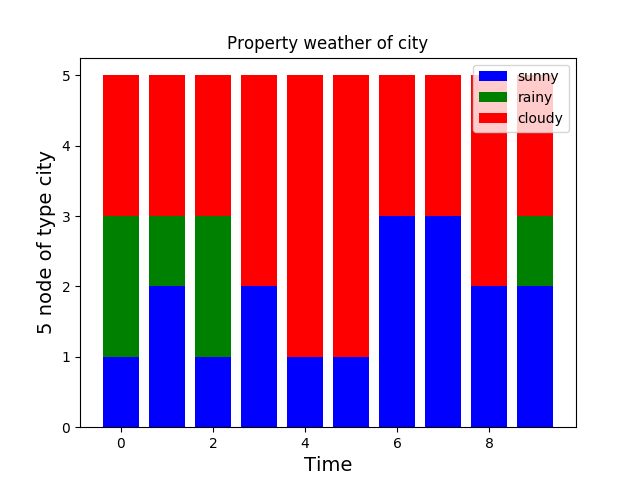 Property weather of city
sunny
rainy
cloudy
5 node of type city
5
4
3
2
1
0
0 2 4 6 8
Time